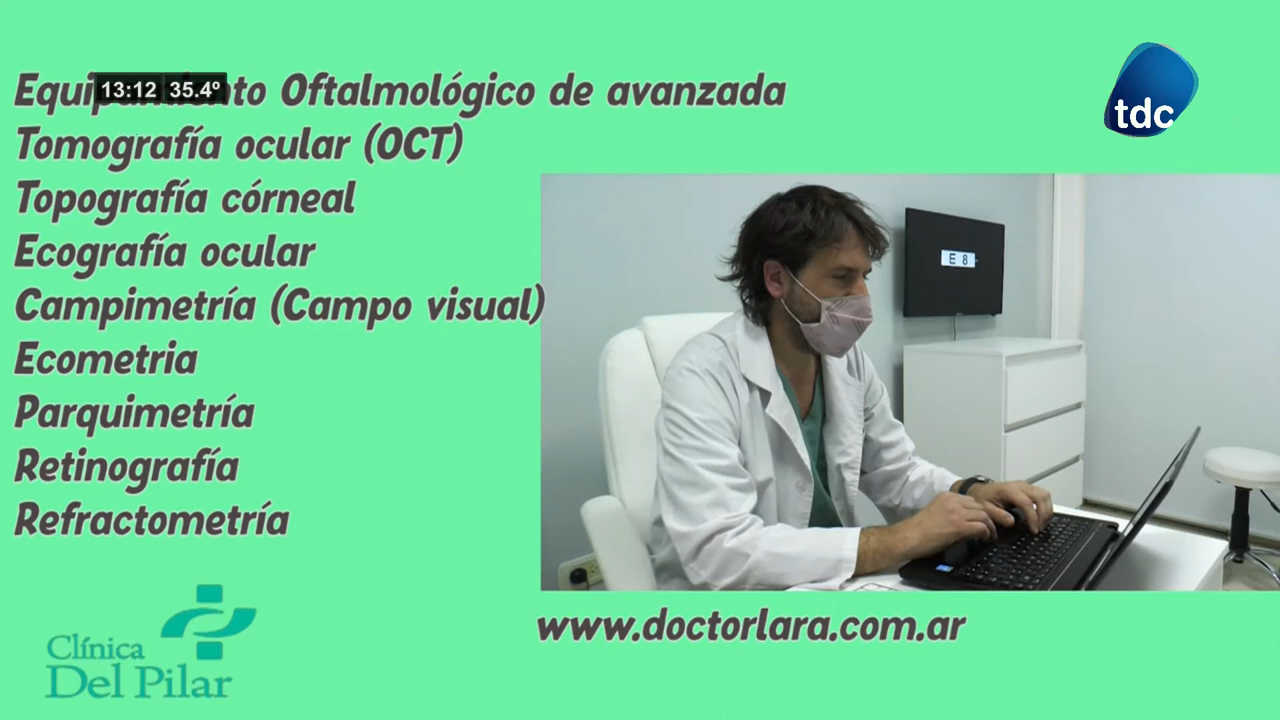 Equipamiento Oftalmológico de avanzada
13:12 35.4º
tdc
Tomografía ocular (OCT)
Topografía córneal
Ecografía ocular
E 8
Campimetría (Campo visual)
Ecometria
Parquimetría
Retinografía
Refractometría
www.doctorlara.com.ar
Clínica
Del Pilar